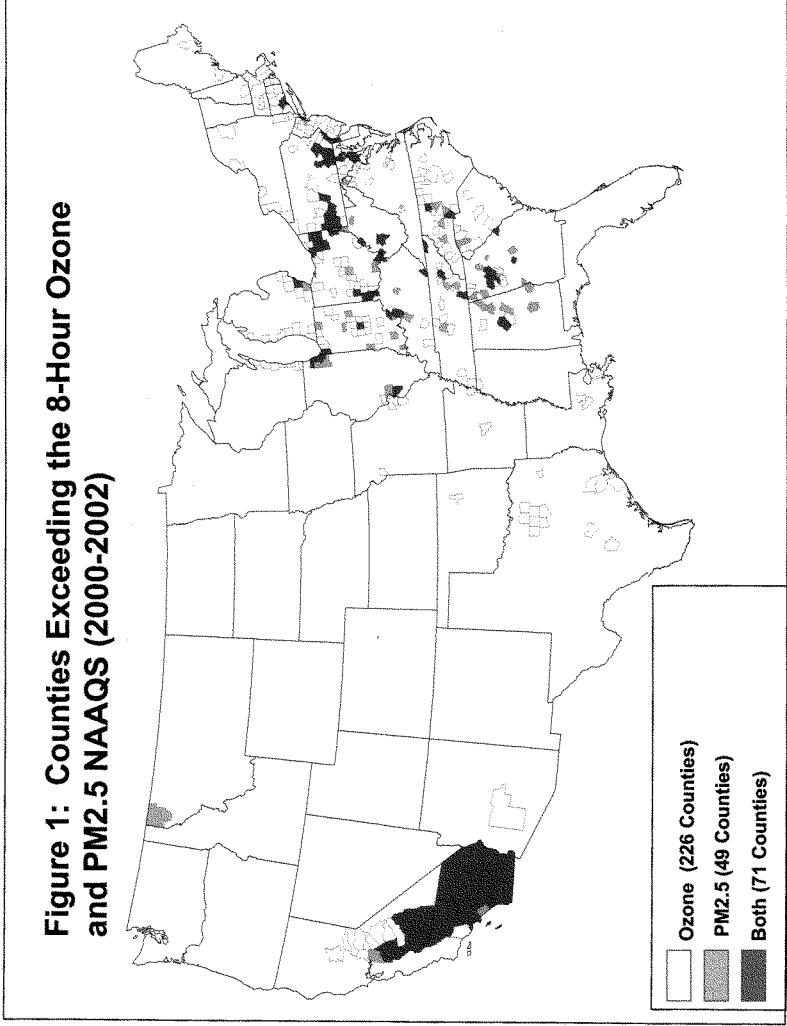 Figure 1: Counties Exceeding the 8-Hour Ozone
and PM2.5 NAAQS (2000-2002)
Ozone (226 Counties)
PM2.5 (49 Counties)
Both (71 Counties)